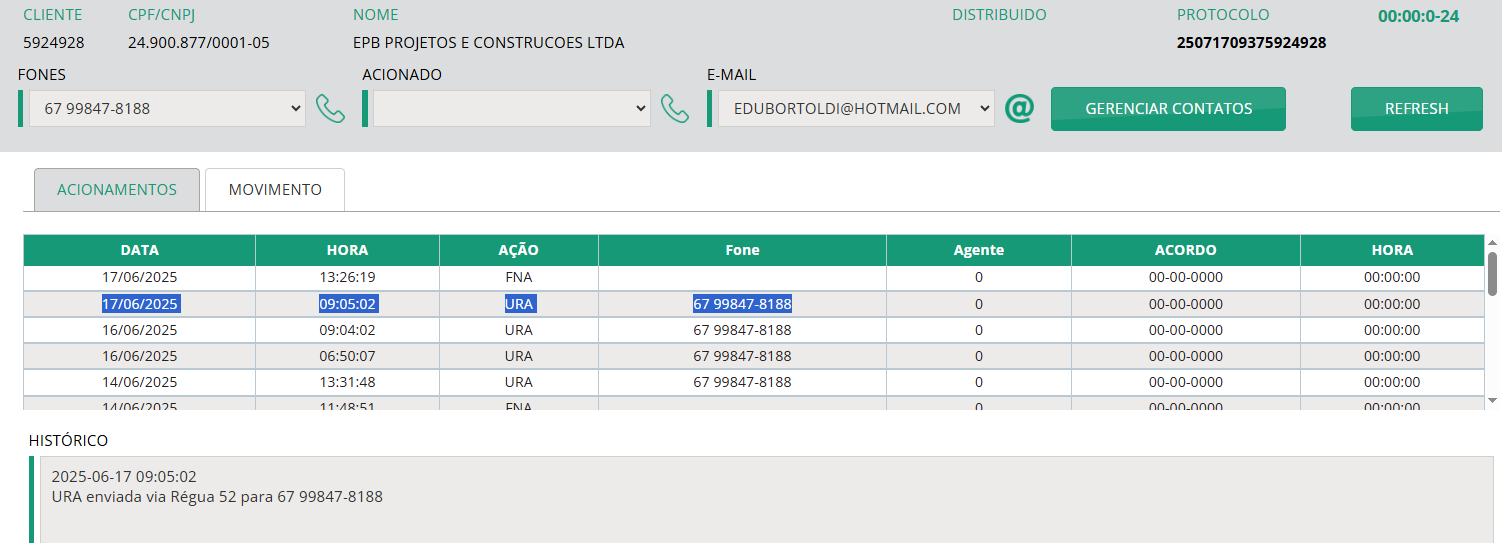 CLIENTE CPF/CNPJ NOME DISTRIBUIDO PROTOCOLO 00:00:0-24
5924928 24.900.877/0001-05 EPB PROJETOS E CONSTRUCOES LTDA 25071709375924928
FONES ACIONADO E-MAIL
67 99847-8188 EDUBORTOLDI@HOTMAIL.COM @ GERENCIAR CONTATOS REFRESH
ACIONAMENTOS MOVIMENTO
DATA HORA AÇÃO Fone Agente ACORDO HORA
17/06/2025 13:26:19 FNA 0 00-00-0000 00:00:00
17/06/2025 09:05:02 URA 67 99847-8188 0 00-00-0000 00:00:00
16/06/2025 09:04:02 URA 67 99847-8188 0 00-00-0000 00:00:00
16/06/2025 06:50:07 URA 67 99847-8188 0 00-00-0000 00:00:00
14/06/2025 13:31:48 URA 67 99847-8188 0 00-00-0000 00:00:00
14/06/2025 11:48:51 FNA 0 00-00-0000 00:00:00
HISTÓRICO
2025-06-17 09:05:02
URA enviada via Régua 52 para 67 99847-8188